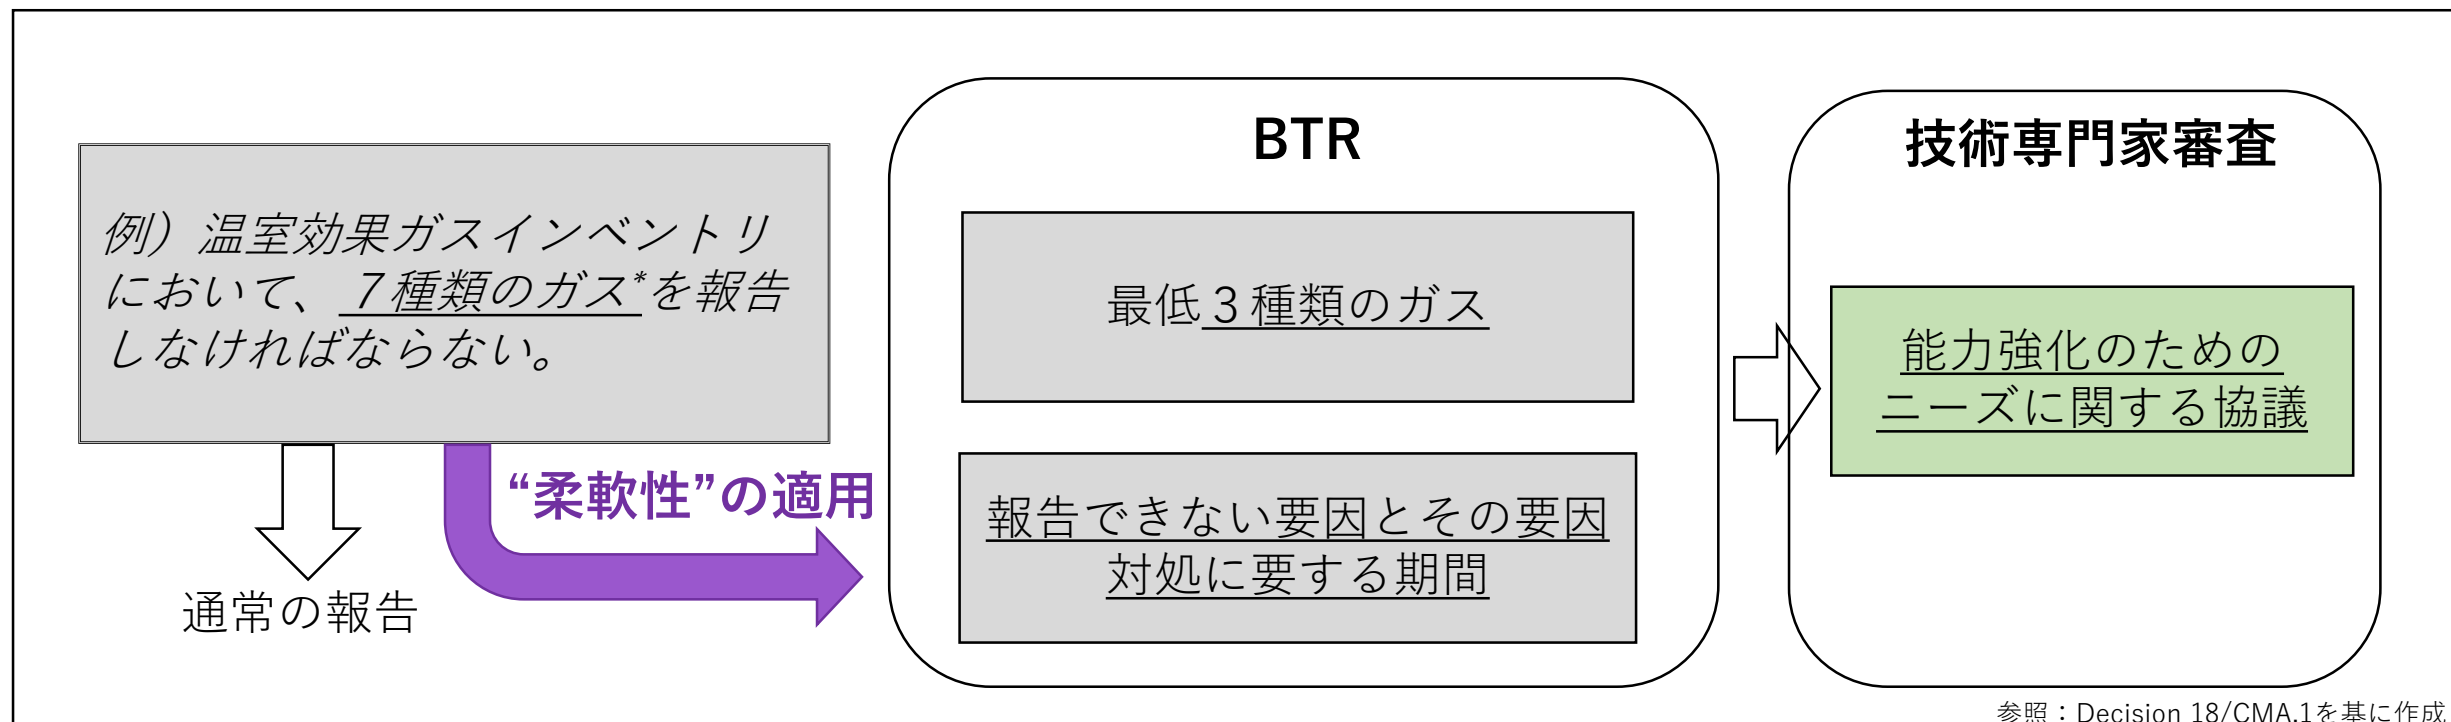 例）温室効果ガスインベントリ
において、７種類のガス*を報告
しなければならない。
通常の報告
“柔軟性”の適用
BTR
最低３種類のガス
報告できない要因とその要因
対処に要する期間
技術専門家審査
能力強化のための
ニーズに関する協議
参照：Decision 18/CMA.1を基に作成